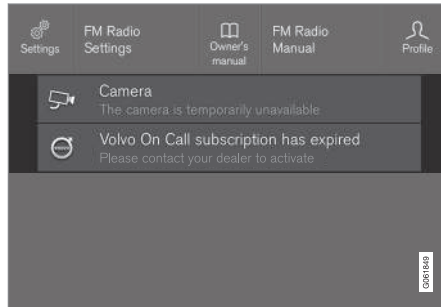 Settings
FM Radio
Settings
Owner's
manual
FM Radio
Manual
Profile
Camera
The camera is temporarily unavailable
Volvo On Call subscription has expired
Please contact your dealer to activate
G061849